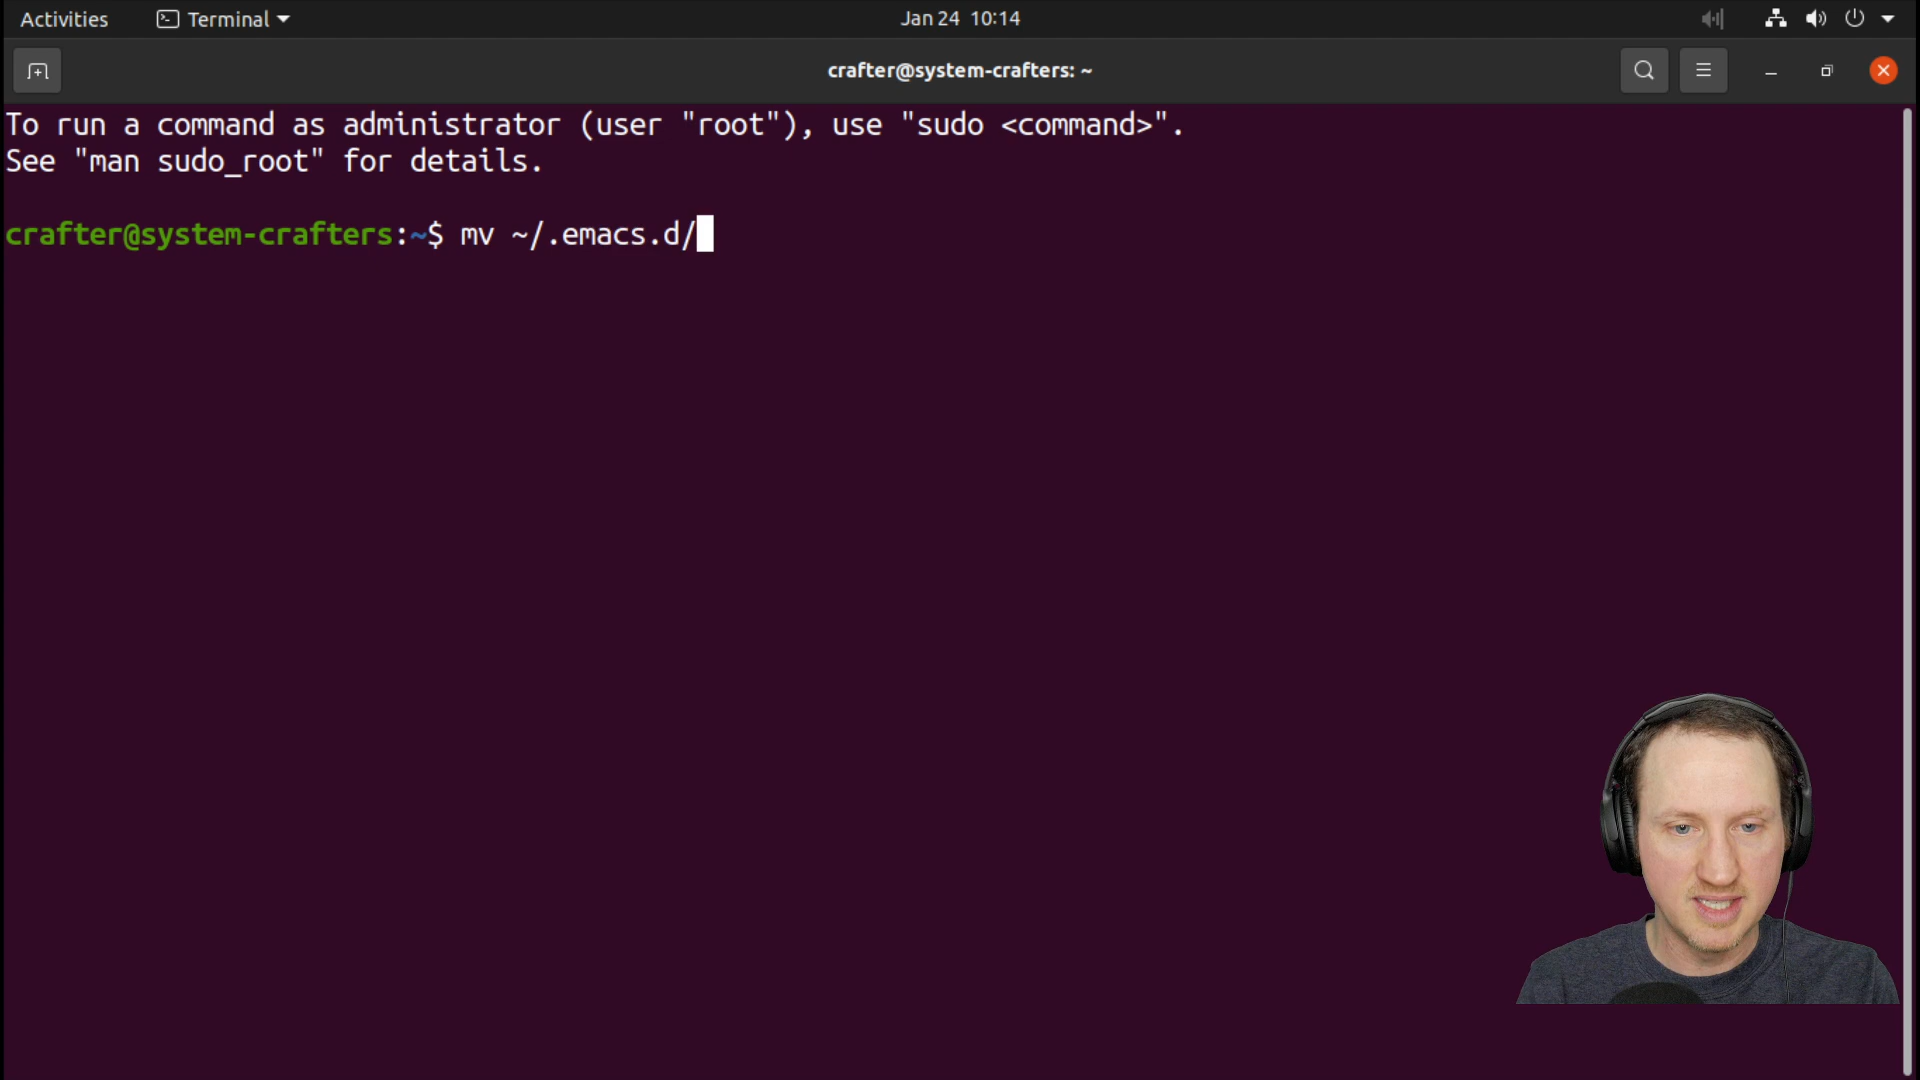 Activities Terminal Jan 24 10:14
crafter@system-crafters: ~
To run a command as administrator (user "root"), use "sudo <command>".
See "man sudo_root" for details.
crafter@system-crafters:~$ mv ~/.emacs.d/